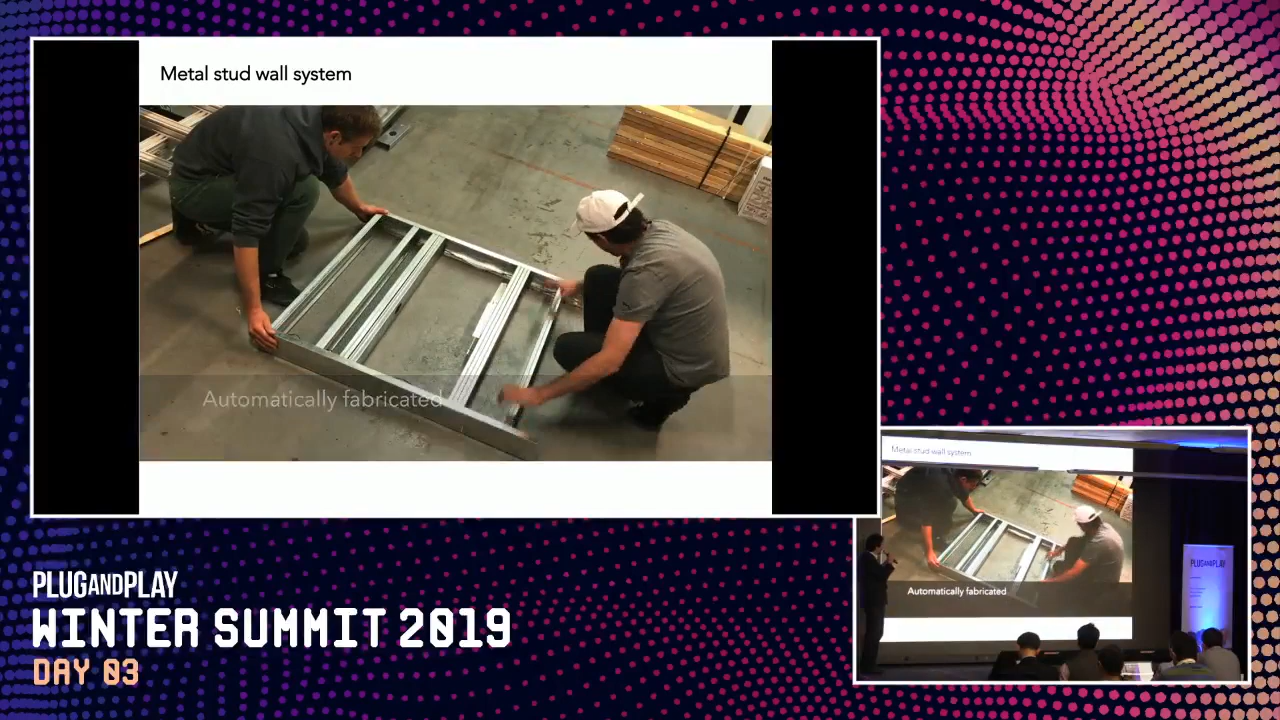 Metal stud wall system
Automatically fabricated
Metal stud wall system
Automatically fabricated
PLUGANDPLAY
PLUGANDPLAY
WINTER SUMMIT 2019
DAY 03